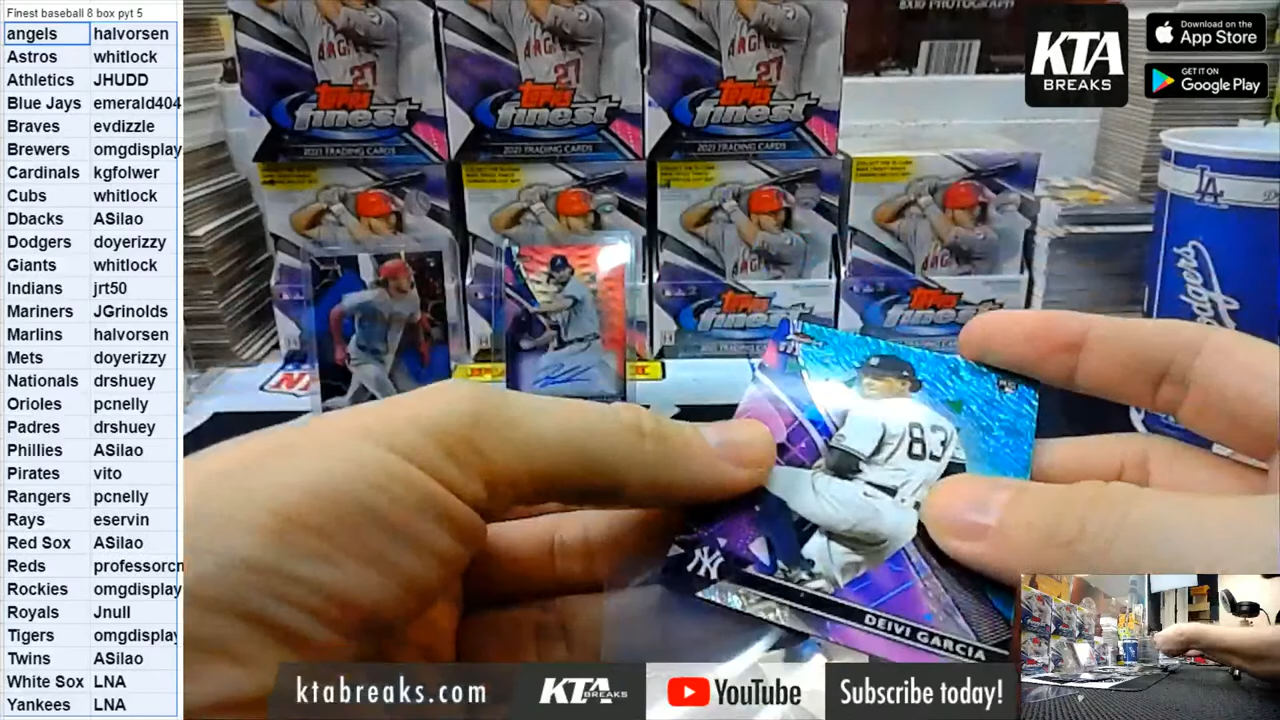 Finest baseball 8 box pyt 5
angels halvorsen
Astros whitlock
Athletics JHUDD
Blue Jays emerald404
Braves evdizzle
Brewers omgdisplay
Cardinals kgfolwer
Cubs whitlock
Dbacks ASilao
Dodgers doyerizzy
Giants whitlock
Indians jrt50
Mariners JGrinolds
Marlins halvorsen
Mets doyerizzy
Nationals drshuey
Orioles pcnelly
Padres drshuey
Phillies ASilao
Pirates vito
Rangers pcnelly
Rays eservin
Red Sox ASilao
Reds professorcn
Rockies omgdisplay
Royals Jnull
Tigers omgdisplay
Twins ASilao
White Sox LNA
Yankees LNA
8X10 PHOTOGRAPH
KTA
BREAKS
Download on the
App Store
GET IT ON
Google Play
27
27
27
TOPPS
finest
2021 TRADING CARDS
TOPPS
finest
2021 TRADING CARDS
TOPPS
finest
2021 TRADING CARDS
TOPPS
finest
TOPPS
finest
LA
Dodgers
83
NY
DEIVI GARCIA
ktabreaks.com
KTA
BREAKS
YouTube
Subscribe today!